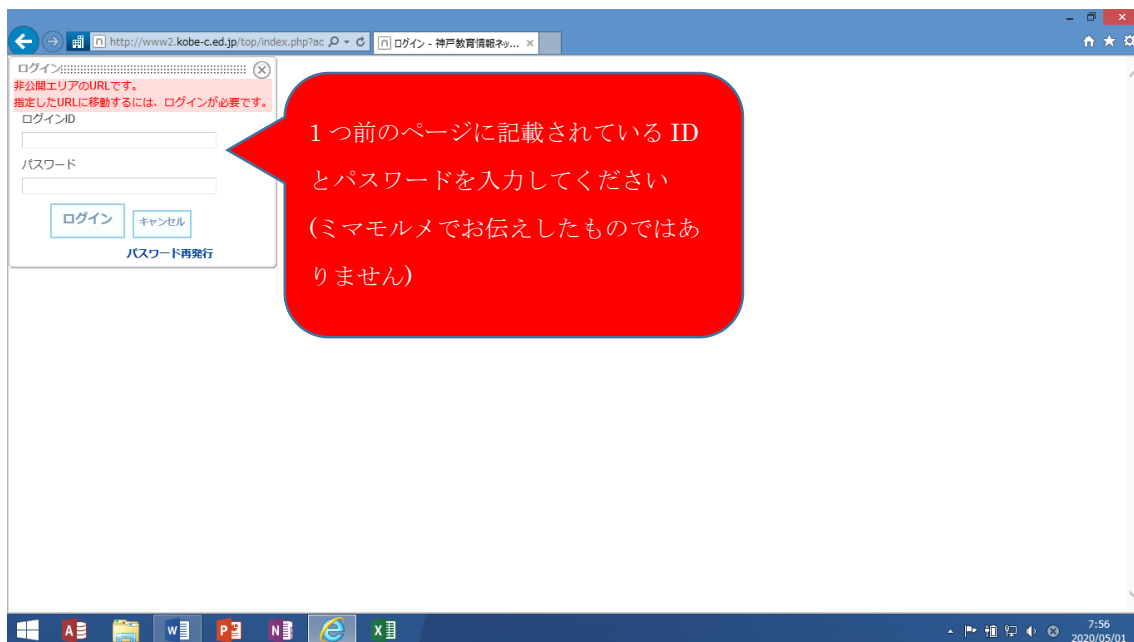 http://www2.kobe-c.ed.jp/top/index.php?ac
ログイン - 神戸教育情報ネッ...
ログイン
非公開エリアのURLです。
指定したURLに移動するには、ログインが必要です。
ログインID
パスワード
ログイン
キャンセル
パスワード再発行
１つ前のページに記載されている ID
とパスワードを入力してください
(ミマモルメでお伝えしたものではあ
りません)
7:56
2020/05/01